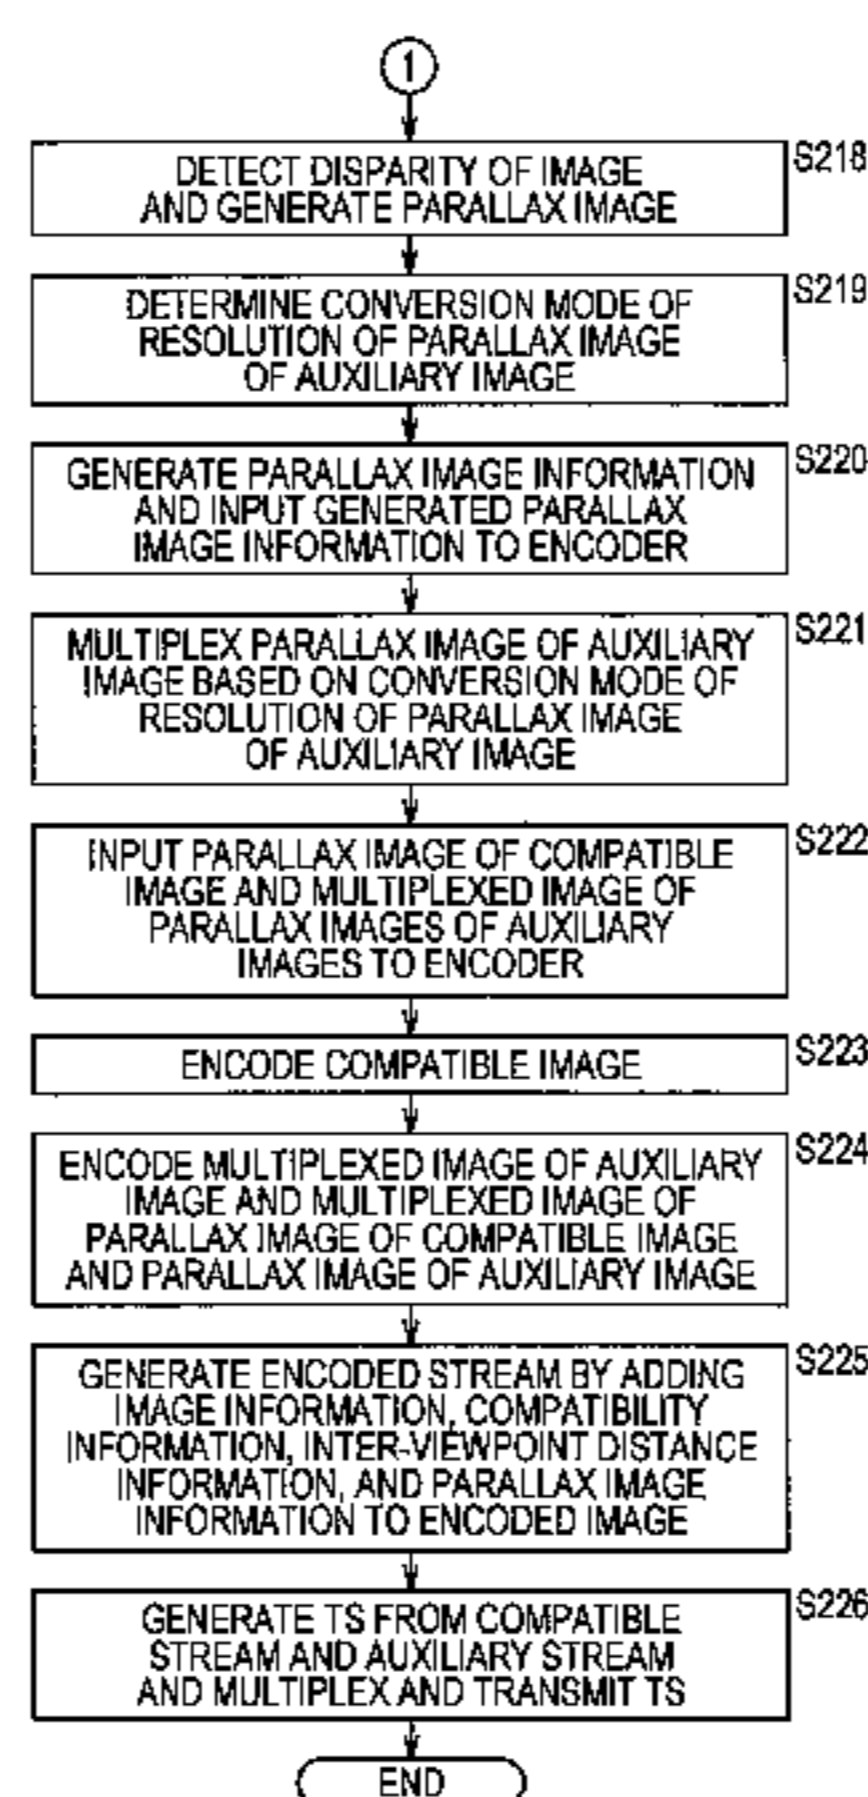 1
S218
DETECT DISPARITY OF IMAGE
AND GENERATE PARALLAX IMAGE
S219
DETERMINE CONVERSION MODE OF
RESOLUTION OF PARALLAX IMAGE
OF AUXILIARY IMAGE
S220
GENERATE PARALLAX IMAGE INFORMATION
AND INPUT GENERATED PARALLAX
IMAGE INFORMATION TO ENCODER
S221
MULTIPLEX PARALLAX IMAGE OF AUXILIARY
IMAGE BASED ON CONVERSION MODE OF
RESOLUTION OF PARALLAX IMAGE
OF AUXILIARY IMAGE
S222
INPUT PARALLAX IMAGE OF COMPATIBLE
IMAGE AND MULTIPLEXED IMAGE OF
PARALLAX IMAGES OF AUXILIARY
IMAGES TO ENCODER
S223
ENCODE COMPATIBLE IMAGE
S224
ENCODE MULTIPLEXED IMAGE OF AUXILIARY
IMAGE AND MULTIPLEXED IMAGE OF
PARALLAX IMAGE OF COMPATIBLE IMAGE
AND PARALLAX IMAGE OF AUXILIARY IMAGE
S225
GENERATE ENCODED STREAM BY ADDING
IMAGE INFORMATION, COMPATIBILITY
INFORMATION, INTER-VIEWPOINT DISTANCE
INFORMATION, AND PARALLAX IMAGE
INFORMATION TO ENCODED IMAGE
S226
GENERATE TS FROM COMPATIBLE
STREAM AND AUXILIARY STREAM
AND MULTIPLEX AND TRANSMIT TS
END